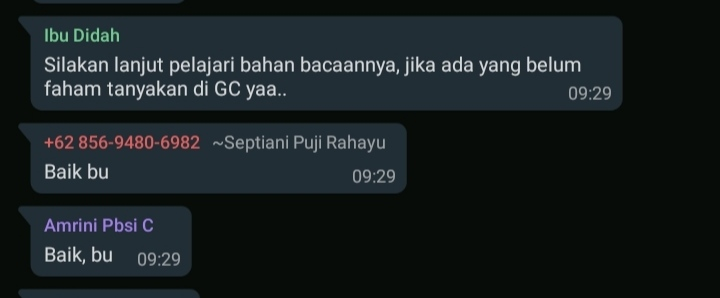 Ibu Didah
Silakan lanjut pelajari bahan bacaannya, jika ada yang belum
faham tanyakan di GC yaa..
09:29
+62 856-9480-6982 ~Septiani Puji Rahayu
Baik bu 09:29
Amrini Pbsi C
Baik, bu 09:29